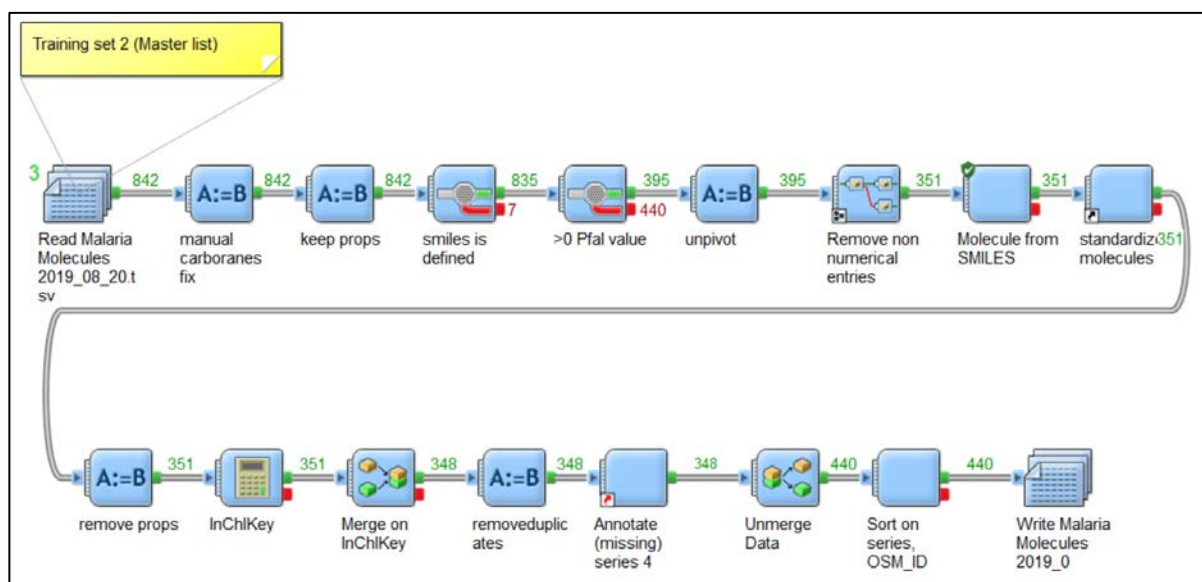 Training set 2 (Master list)
3
842
842
842
835
395
395
351
351
7
440
A:=B
A:=B
A:=B
Read Malaria
Molecules
2019_08_20.t
sv
manual
carboranes
fix
keep props
smiles is
defined
>0 Pfal value
unpivot
Remove non
numerical
entries
Molecule from
SMILES
standardize
molecules
351
351
351
348
348
348
440
440
A:=B
A:=B
remove props
InChIKey
Merge on
InChIKey
removeduplic
ates
Annotate
(missing)
series 4
Unmerge
Data
Sort on
series,
OSM_ID
Write Malaria
Molecules
2019_0